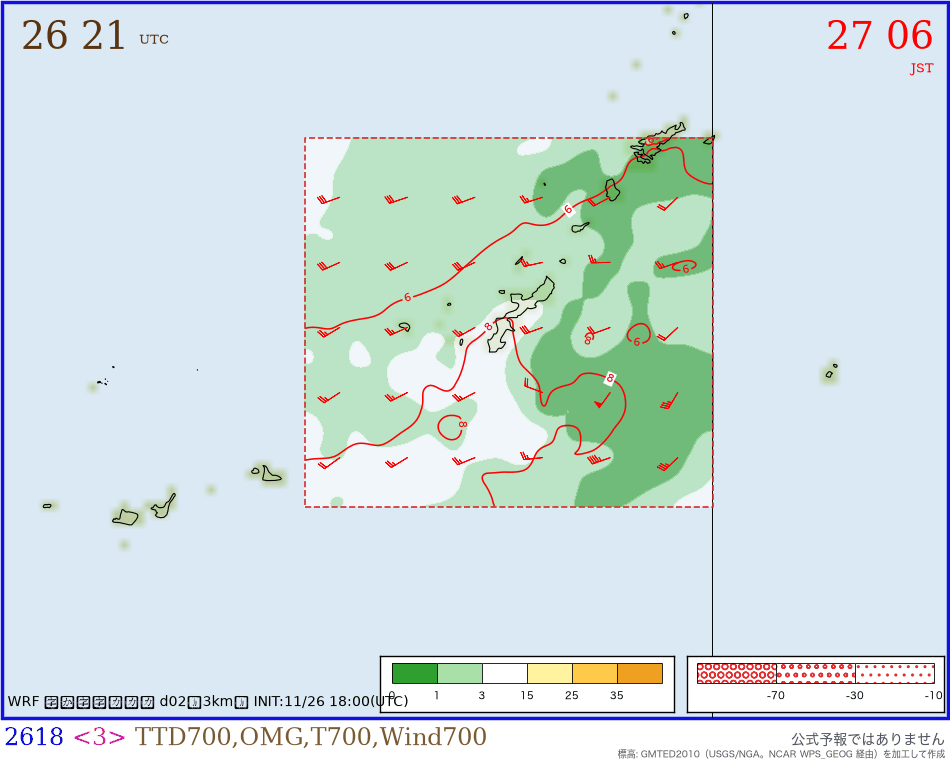 26 21 UTC
27 06
JST
6
6
6
8
6
6
6
8
8
0 1 3 15 25 35
-70 -30 -10
WRF d02 3km INIT:11/26 18:00(UTC)
2618 <3> TTD700,OMG,T700,Wind700
公式予報ではありません
標高: GMTED2010（USGS/NGA。NCAR WPS_GEOG 経由）を加工して作成